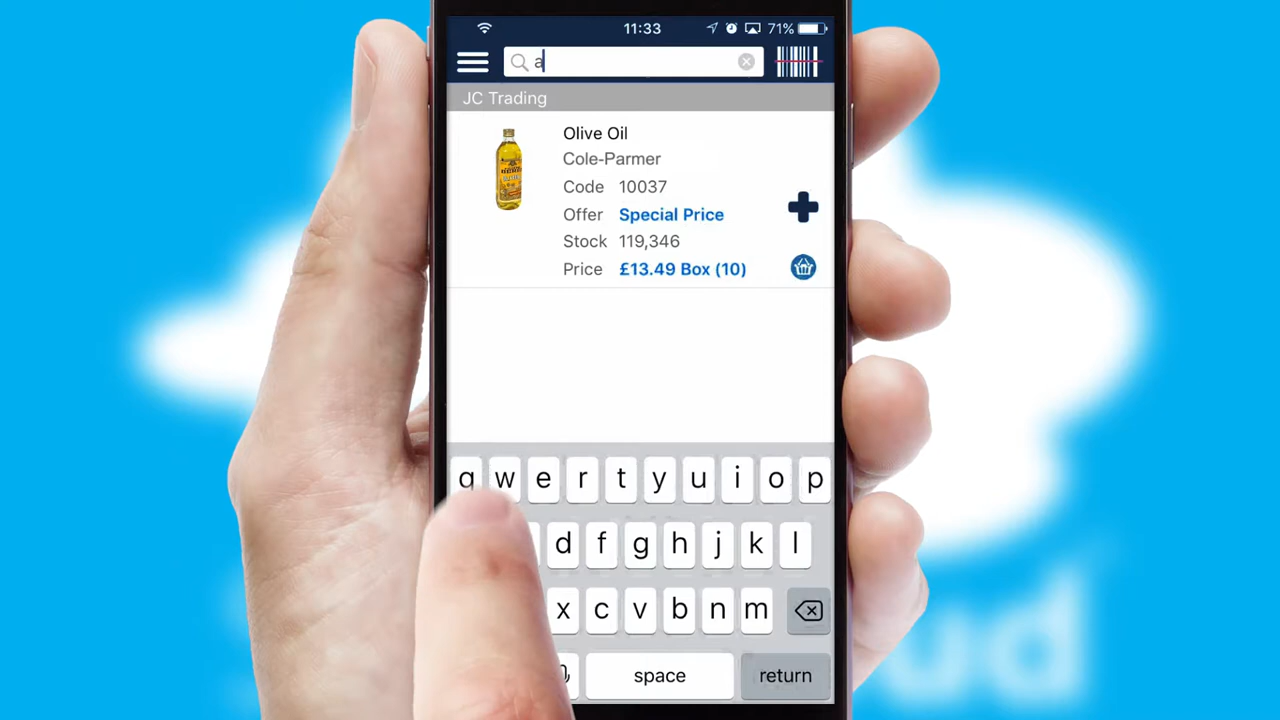 11:33
71%
a
JC Trading
Olive Oil
Cole-Parmer
Code 10037
Offer Special Price
Stock 119,346
Price £13.49 Box (10)
q w e r t y u i o p
d f g h j k l
x c v b n m
space return
ud